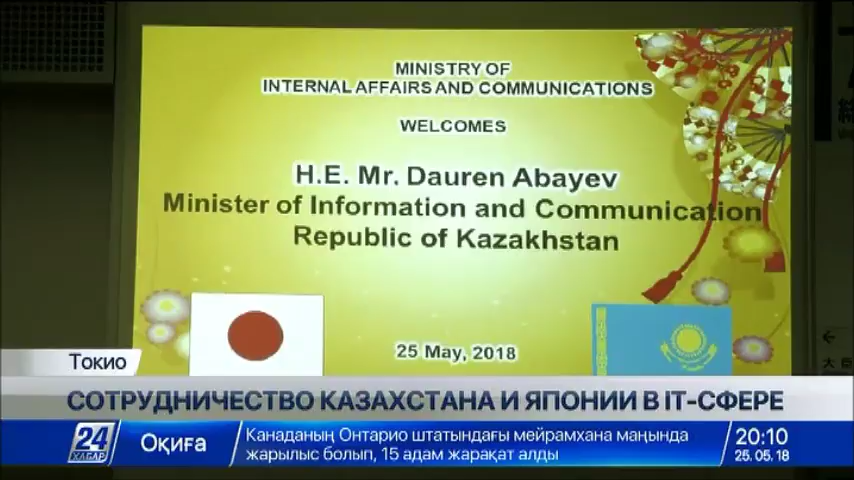 MINISTRY OF
INTERNAL AFFAIRS AND COMMUNICATIONS
WELCOMES
H.E. Mr. Dauren Abayev
Minister of Information and Communication
Republic of Kazakhstan
25 May, 2018
Токио
СОТРУДНИЧЕСТВО КАЗАХСТАНА И ЯПОНИИ В IT-СФЕРЕ
24
ХАБАР
Оқиға
Канаданың Онтарио штатындағы мейрамхана маңында
жарылыс болып, 15 адам жарақат алды
20:10
25.05.18